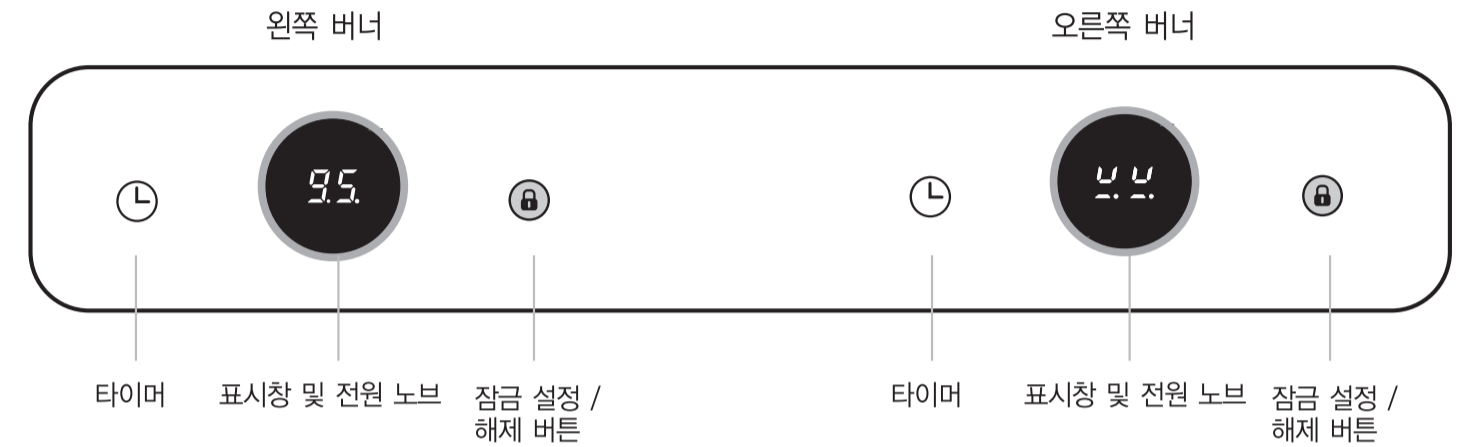 왼쪽 버너
오른쪽 버너
9.5.
타이머
표시창 및 전원 노브
잠금 설정 /
해제 버튼
타이머
표시창 및 전원 노브
잠금 설정 /
해제 버튼